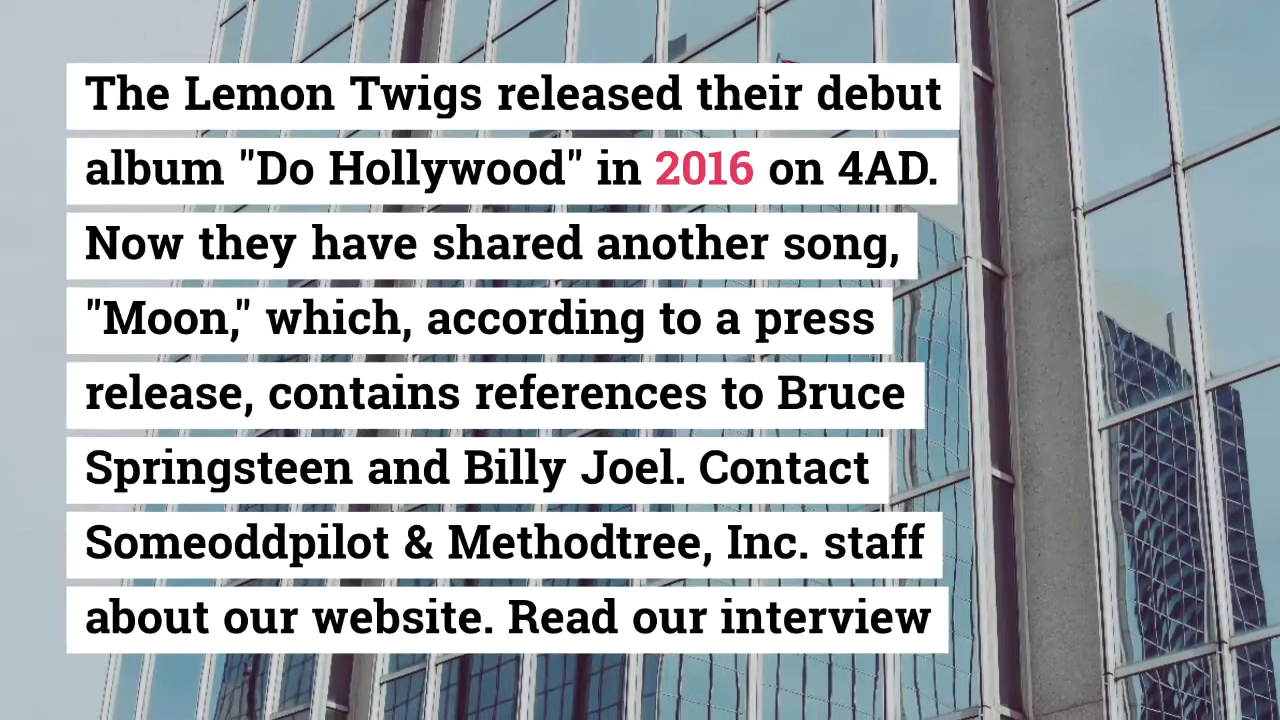 The Lemon Twigs released their debut
album "Do Hollywood" in 2016 on 4AD.
Now they have shared another song,
"Moon," which, according to a press
release, contains references to Bruce
Springsteen and Billy Joel. Contact
Someoddpilot & Methodtree, Inc. staff
about our website. Read our interview